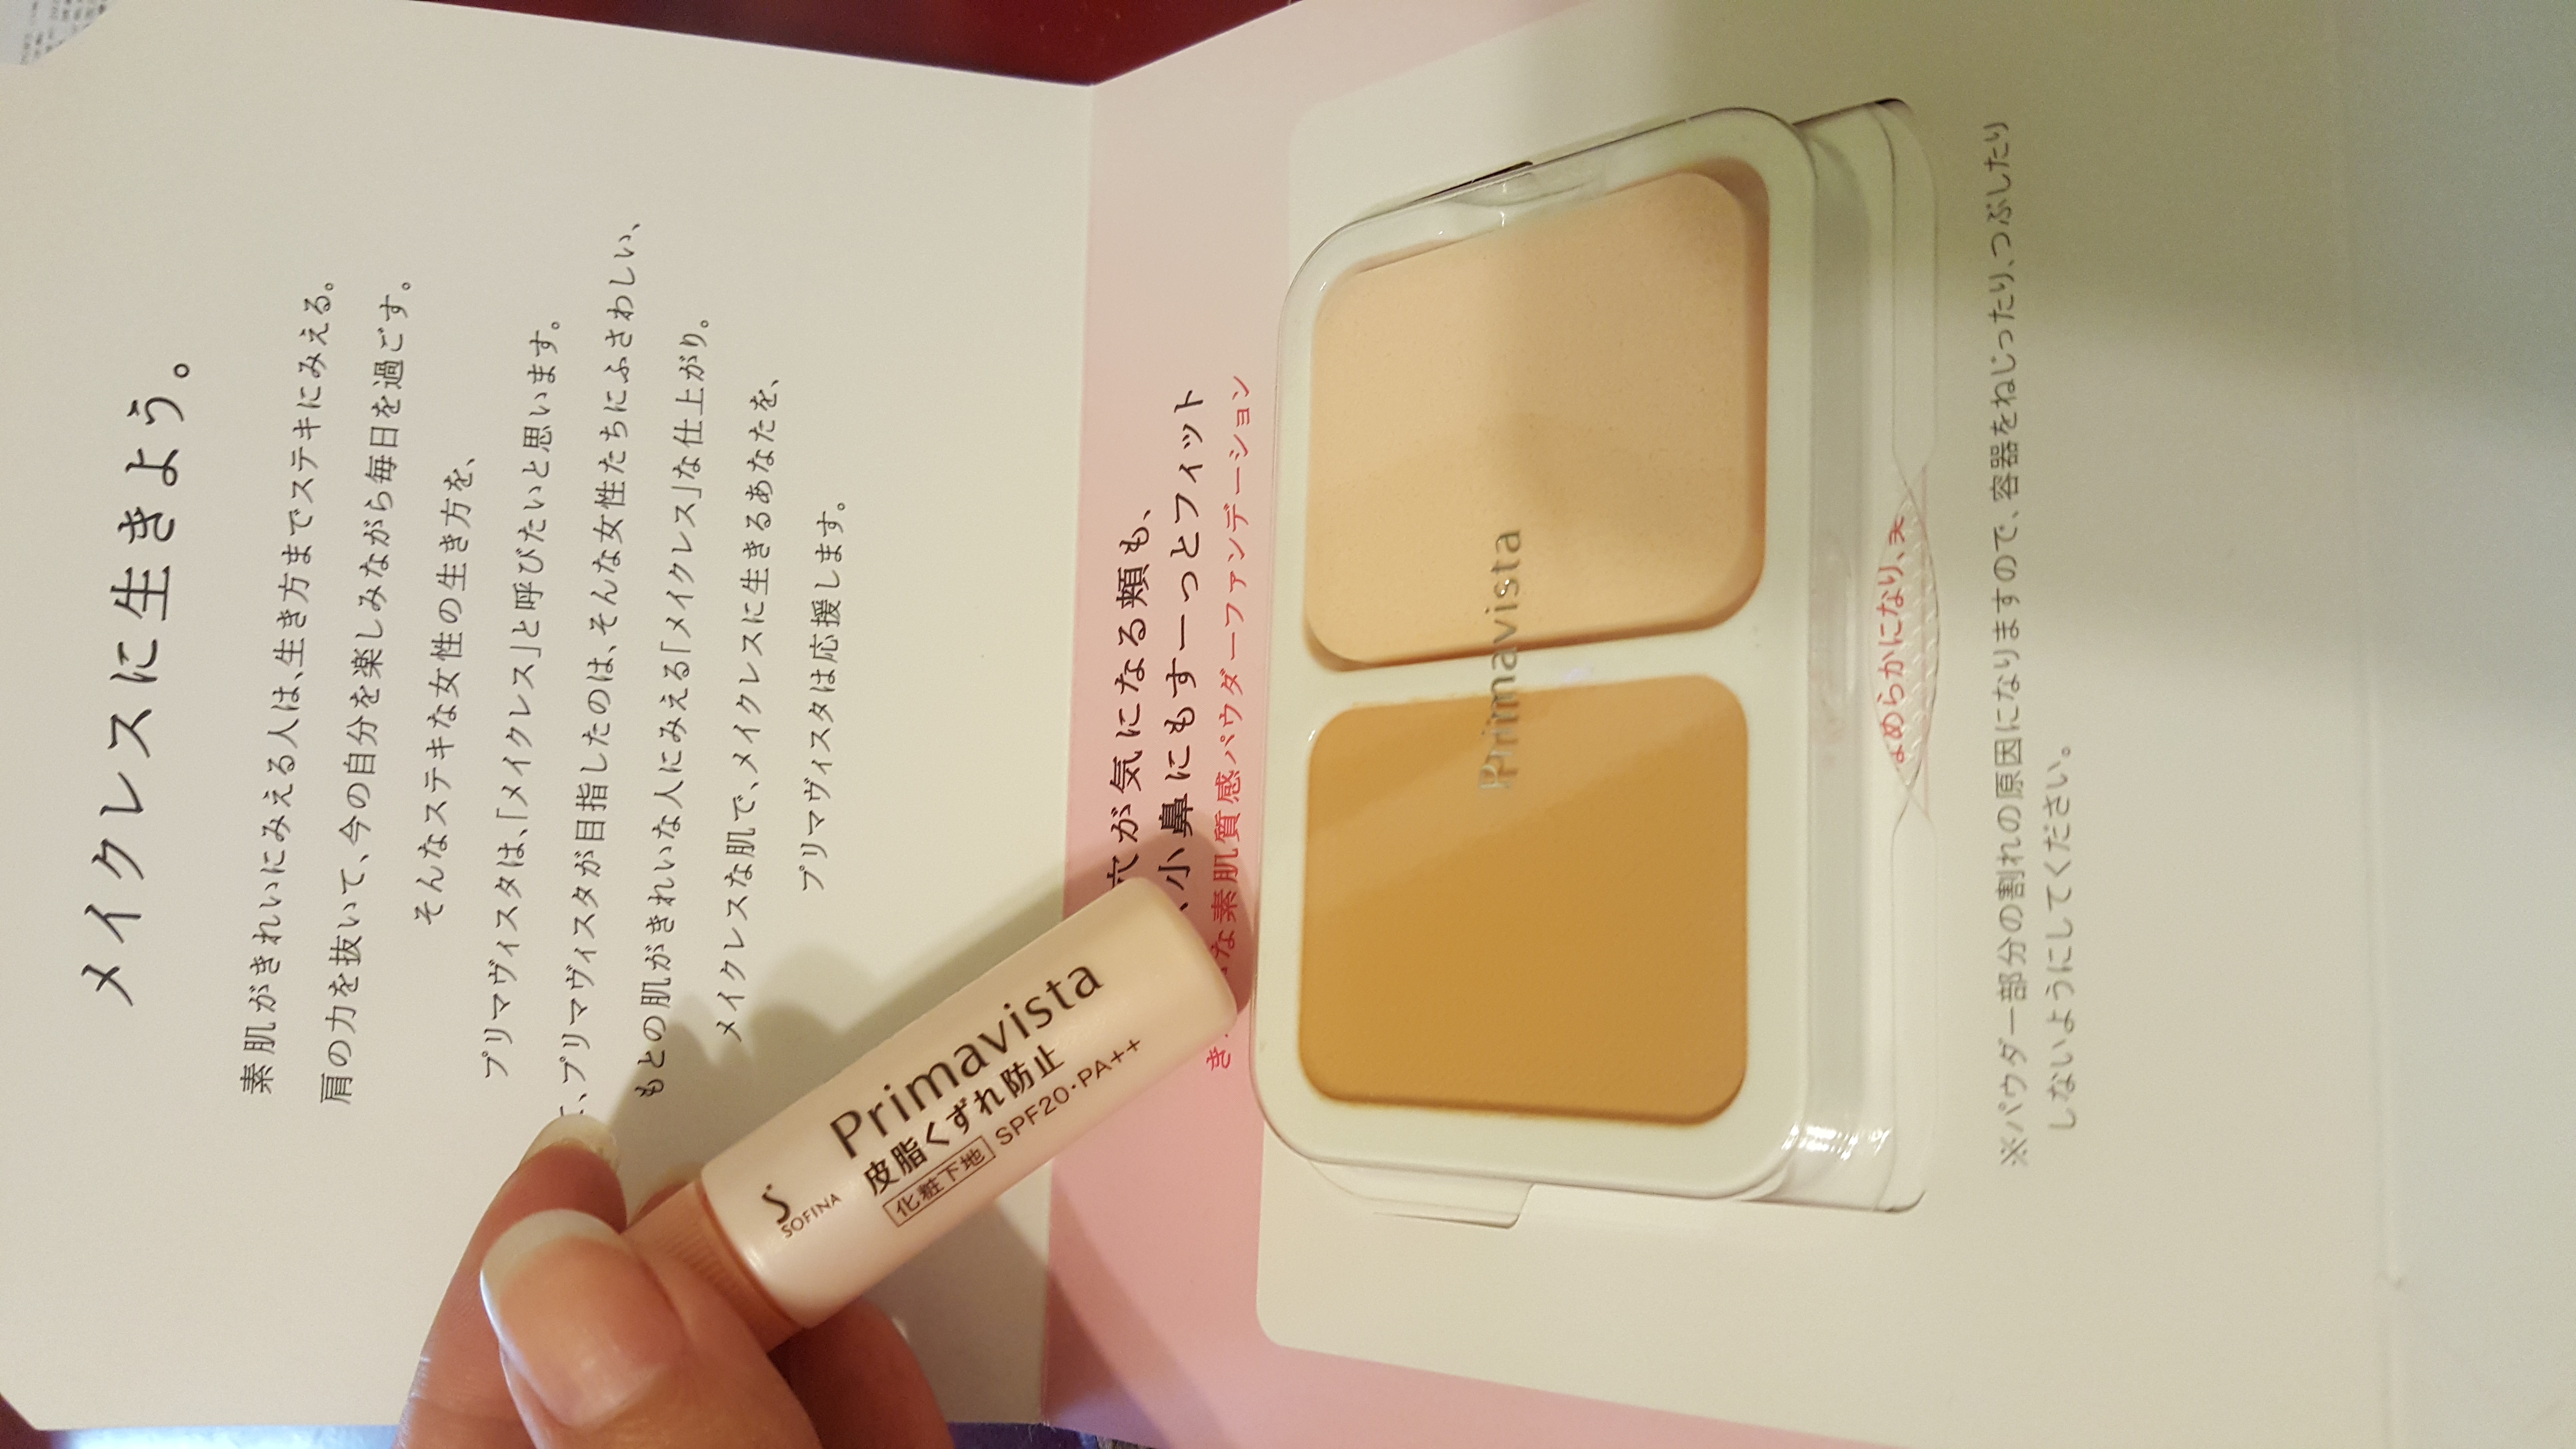 メイクレスに生きよう。
素肌がきれいにみえる人は、生き方までステキにみえる。
肩の力を抜いて、今の自分を楽しみながら毎日を過ごす。
そんなステキな女性の生き方を、
プリマヴィスタは、「メイクレス」と呼びたいと思います。
、プリマヴィスタが目指したのは、そんな女性たちにふさわしい、
もとの肌がきれいな人にみえる「メイクレス」な仕上がり。
メイクレスな肌で、メイクレスに生きるあなたを、
プリマヴィスタは応援します。
穴が気になる頬も、
、小鼻にもすーっとフィット
き
な素肌質感パウダーファンデーション
Primavista
めらかになり、
※パウダー部分の割れの原因になりますので、容器をねじったり、つぶしたり
しないようにしてください。
SOFINA
Primavista
皮脂くずれ防止
化粧下地 SPF20・PA++